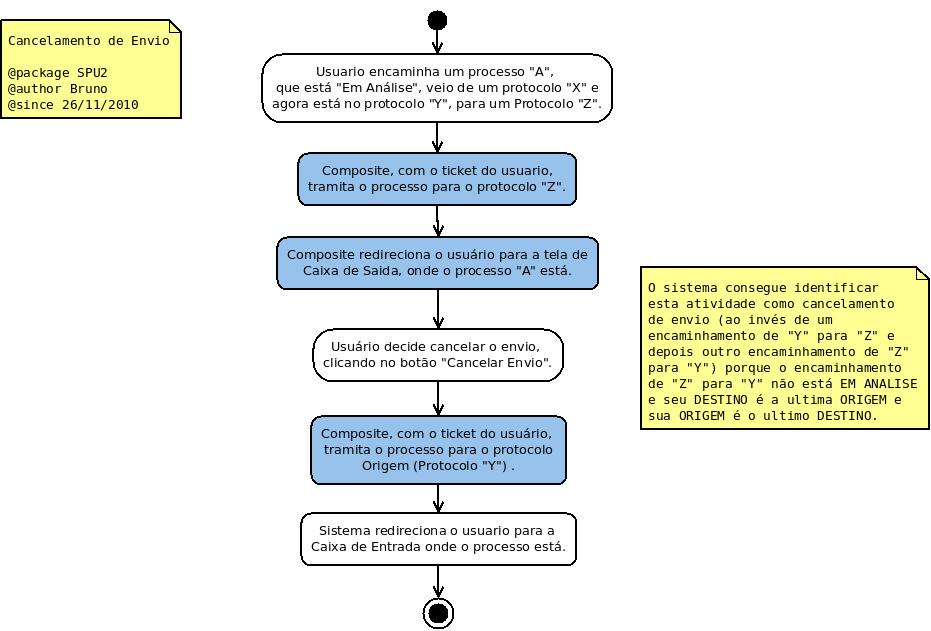 Cancelamento de Envio
@package SPU2
@author Bruno
@since 26/11/2010
Usuario encaminha um processo "A",
que está "Em Análise", veio de um protocolo "X" e
agora está no protocolo "Y", para um Protocolo "Z".
Composite, com o ticket do usuario,
tramita o processo para o protocolo "Z".
Composite redireciona o usuário para a tela de
Caixa de Saida, onde o processo "A" está.
O sistema consegue identificar
esta atividade como cancelamento
de envio (ao invés de um
encaminhamento de "Y" para "Z" e
depois outro encaminhamento de "Z"
para "Y") porque o encaminhamento
de "Z" para "Y" não está EM ANALISE
e seu DESTINO é a ultima ORIGEM e
sua ORIGEM é o ultimo DESTINO.
Usuário decide cancelar o envio,
clicando no botão "Cancelar Envio".
Composite, com o ticket do usuário,
tramita o processo para o protocolo
Origem (Protocolo "Y") .
Sistema redireciona o usuario para a
Caixa de Entrada onde o processo está.